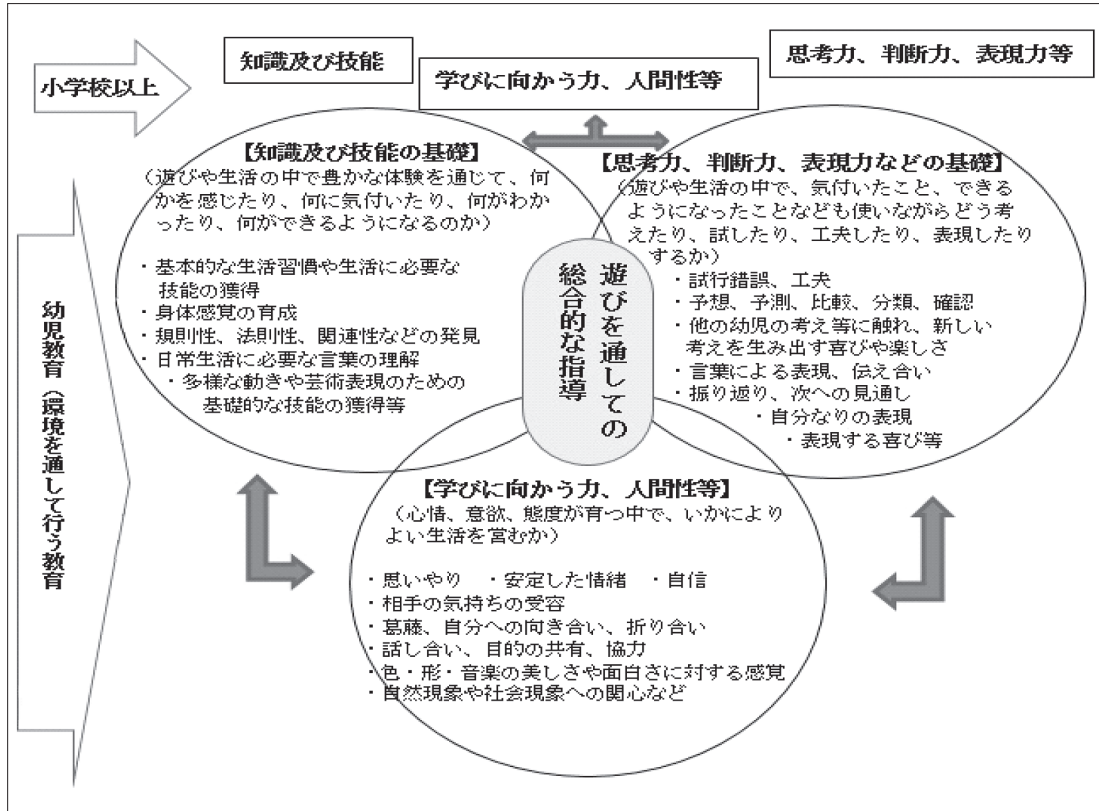 小学校以上
知識及び技能
学びに向かう力、人間性等
思考力、判断力、表現力等
幼児教育（環境を通して行う教育
【知識及び技能の基礎】
（遊びや生活の中で豊かな体験を通じて、何
かを感じたり、何に気付いたり、何がわか
ったり、何ができるようになるのか）
・基本的な生活習慣や生活に必要な
技能の獲得
・身体感覚の育成
・規則性、法則性、関連性などの発見
・日常生活に必要な言葉の理解
・多様な動きや芸術表現のための
基礎的な技能の獲得等
遊びを通しての
総合的な指導
【思考力、判断力、表現力などの基礎】
（遊びや生活の中で、気付いたこと、できる
ようになったことなども使いながらどう考
えたり、試したり、工夫したり、表現したり
するか）
・試行錯誤、工夫
・予想、予測、比較、分類、確認
・他の幼児の考え等に触れ、新しい
考えを生み出す喜びや楽しさ
・言葉による表現、伝え合い
・振り返り、次への見通し
・自分なりの表現
・表現する喜び等
【学びに向かう力、人間性等】
（心情、意欲、態度が育つ中で、いかにより
よい生活を営むか）
・思いやり　・安定した情緒　・自信
・相手の気持ちの受容
・葛藤、自分への向き合い、折り合い
・話し合い、目的の共有、協力
・色・形・音楽の美しさや面白さに対する感覚
・自然現象や社会現象への関心など